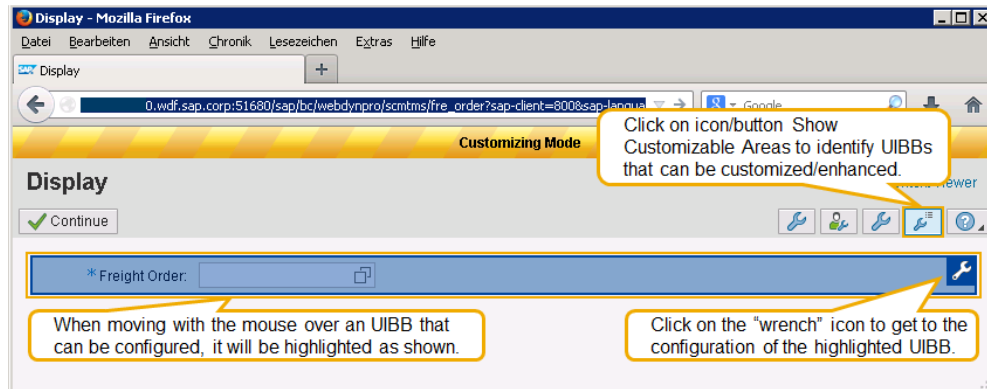 Display - Mozilla Firefox
Datei Bearbeiten Ansicht Chronik Lesezeichen Extras Hilfe
SAP Display +
0.wdf.sap.corp:51680/sap/bc/webdynpro/scmtms/fre_order?sap-client=800&sap-langua Google
Customizing Mode
Click on icon/button Show
Customizable Areas to identify UIBBs
that can be customized/enhanced.
Display
Continue
* Freight Order:
When moving with the mouse over an UIBB that
can be configured, it will be highlighted as shown.
Click on the “wrench” icon to get to the
configuration of the highlighted UIBB.